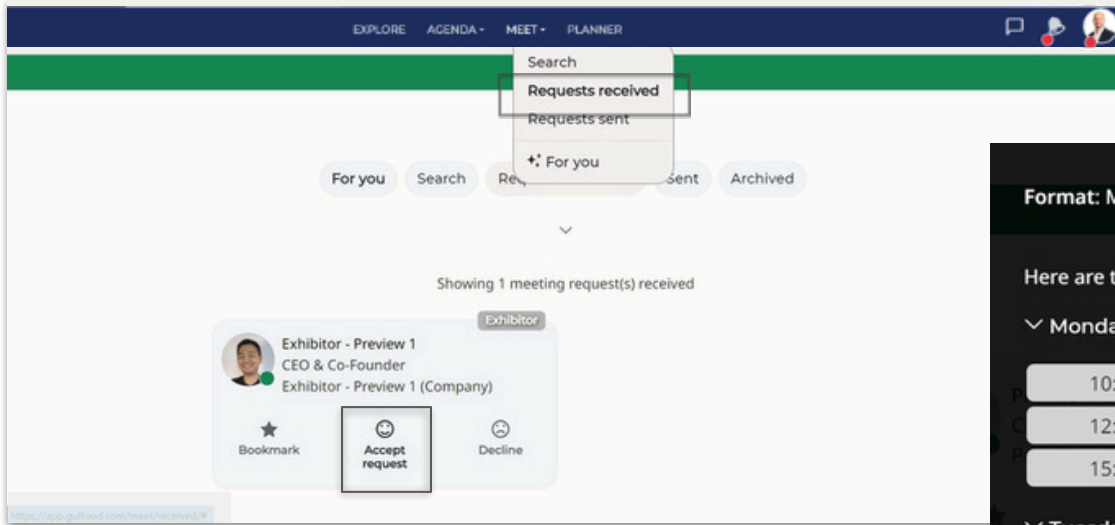 EXPLORE AGENDA MEET PLANNER
Search
Requests received
Requests sent
For you
For you Search Req Sent Archived
Showing 1 meeting request(s) received
Exhibitor
Exhibitor - Preview 1
CEO & Co-Founder
Exhibitor - Preview 1 (Company)
Bookmark Accept request Decline
https://app.gulfood.com/meet/received/#
Format: M
Here are t
Monda
10:
12:
15: